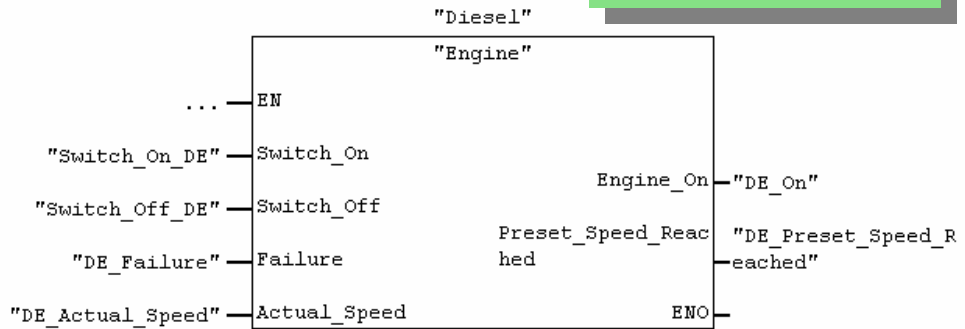 "Diesel"
"Engine"
... EN
"Switch_On_DE" Switch_On
Engine_On "DE_On"
"Switch_Off_DE" Switch_Off
Preset_Speed_Reac "DE_Preset_Speed_R
"DE_Failure" Failure hed eached"
"DE_Actual_Speed" Actual_Speed ENO